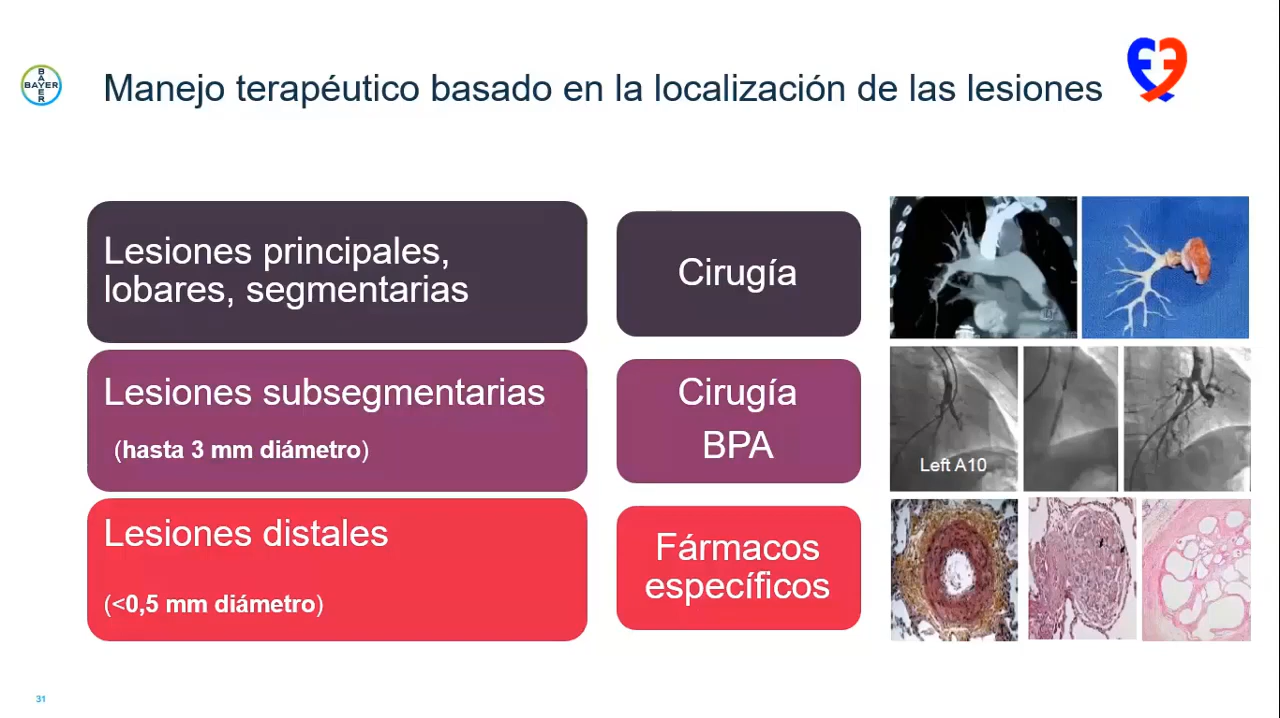 BAYER
Manejo terapéutico basado en la localización de las lesiones
Lesiones principales,
lobares, segmentarias
Cirugía
Lesiones subsegmentarias
(hasta 3 mm diámetro)
Cirugía
BPA
Left A10
Lesiones distales
(<0,5 mm diámetro)
Fármacos
específicos
31